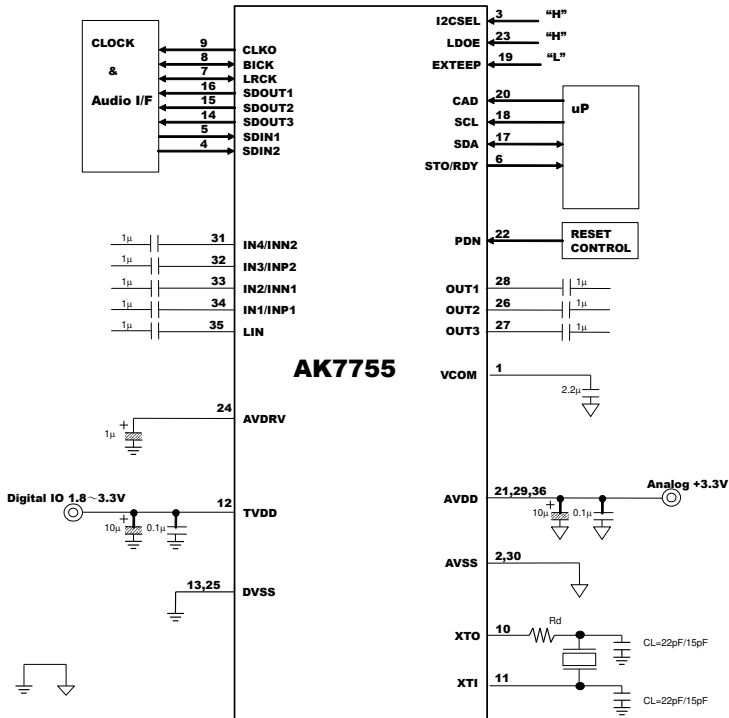 CLOCK
&
Audio I/F
9 CLKO
8 BICK
7 LRCK
16 SDOUT1
15 SDOUT2
14 SDOUT3
5 SDIN1
4 SDIN2
I2CSEL 3 “H”
LDOE 23 “H”
EXTEEP 19 “L”
CAD 20
SCL 18
SDA 17
STO/RDY 6
uP
PDN 22
RESET
CONTROL
1μ 31 IN4/INN2
1μ 32 IN3/INP2
1μ 33 IN2/INN1
1μ 34 IN1/INP1
1μ 35 LIN
OUT1 28 1μ
OUT2 26 1μ
OUT3 27 1μ
AK7755
VCOM 1
2.2μ
24 AVDRV
+
1μ
Digital IO 1.8～3.3V
12 TVDD
+
10μ 0.1μ
AVDD 21,29,36
Analog +3.3V
+
10μ 0.1μ
AVSS 2,30
13,25 DVSS
XTO 10 Rd
CL=22pF/15pF
XTI 11
CL=22pF/15pF